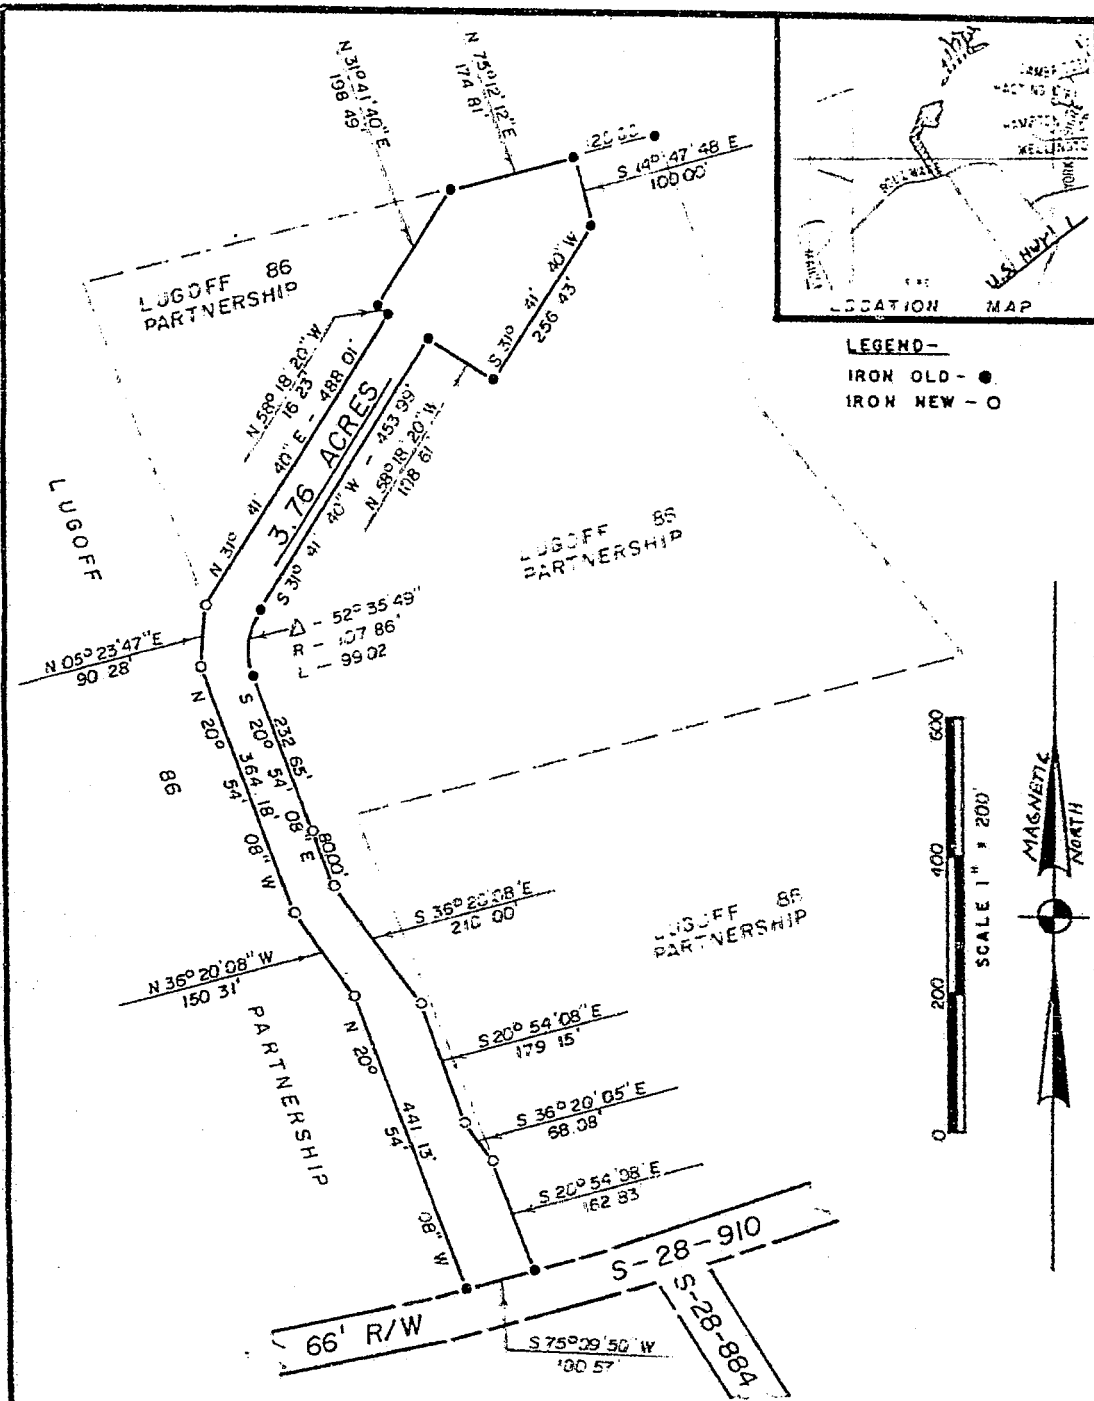 N 31° 41' 40" E
198 49'
N 75° 12' 12" E
174 81'
120 00
S 14° 47' 48 E
100 00'
S 31° 41' 40" W
256 43'
LUGOFF 86
PARTNERSHIP
N 58° 18' 20" W
16 23'
N 31° 41' 40" E - 488 01'
3.76 ACRES
S 31° 41' 40" W - 453 99'
N 58° 18' 20" W
108 61'
LUGOFF
86
PARTNERSHIP
LUGOFF 86
PARTNERSHIP
N 05° 23' 47" E
90 28'
Δ - 52° 35' 49"
R - 107 86'
L - 99 02
N 20° 54' 08" W
364 18'
S 20° 54' 08" E
232 65'
80.00'
S 36° 20' 08' E
210 00'
N 36° 20' 08" W
150 31'
LUGOFF 86
PARTNERSHIP
S 20° 54' 08" E
179 15'
N 20° 54' 08" W
441 13'
S 36° 20' 05' E
68.08'
S 20° 54' 08' E
162 83'
S-28-910
66' R/W
S-28-884
S 75° 09' 50" W
100 57'
HAMPTON
WELLINGTON
YORKSHIRE
U.S. HWY 1
LOCATION MAP
LEGEND-
IRON OLD - ●
IRON NEW - O
600
400
200
0
SCALE 1" = 200'
MAGNETIC
NORTH